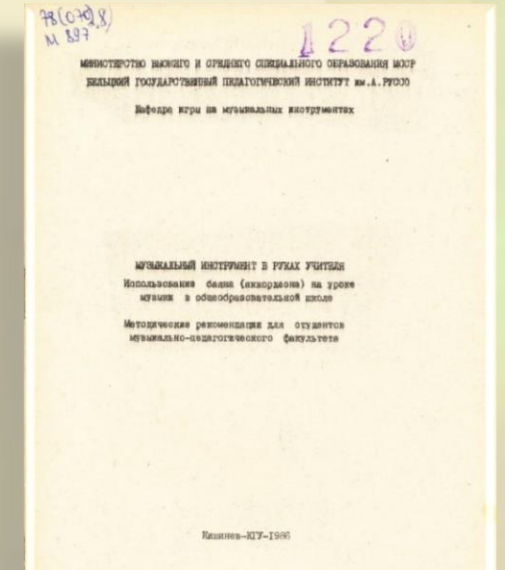 78(072.8)
М 897
1220
МИНИСТЕРСТВО ВЫСШЕГО И СРЕДНЕГО СПЕЦИАЛЬНОГО ОБРАЗОВАНИЯ МССР
БЕЛЬЦКИЙ ГОСУДАРСТВЕННЫЙ ПЕДАГОГИЧЕСКИЙ ИНСТИТУТ им.А.РУССО
Кафедра игры на музыкальных инструментах
МУЗЫКАЛЬНЫЙ ИНСТРУМЕНТ В РУКАХ УЧИТЕЛЯ
Использование баяна (аккордеона) на уроке
музыки в общеобразовательной школе
Методические рекомендации для студентов
музыкально-педагогического факультета
Кишинев-КГУ-1986